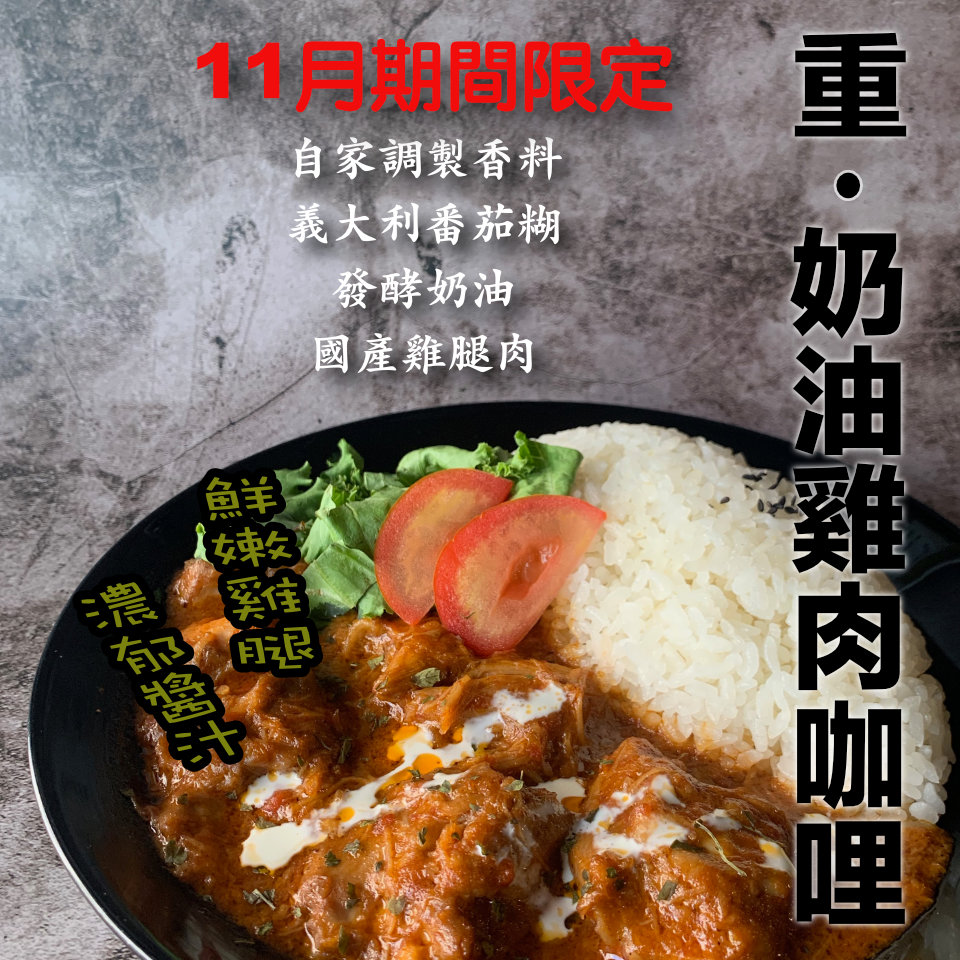 11月期間限定
自家調製香料
義大利番茄糊
發酵奶油
國產雞腿肉
重·奶油雞肉咖哩
鮮嫩雞腿
濃郁醬汁